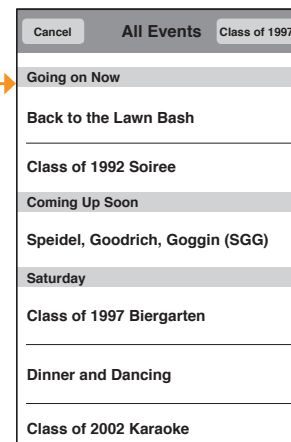 Cancel All Events Class of 1997
Going on Now
Back to the Lawn Bash
Class of 1992 Soiree
Coming Up Soon
Speidel, Goodrich, Goggin (SGG)
Saturday
Class of 1997 Biergarten
Dinner and Dancing
Class of 2002 Karaoke